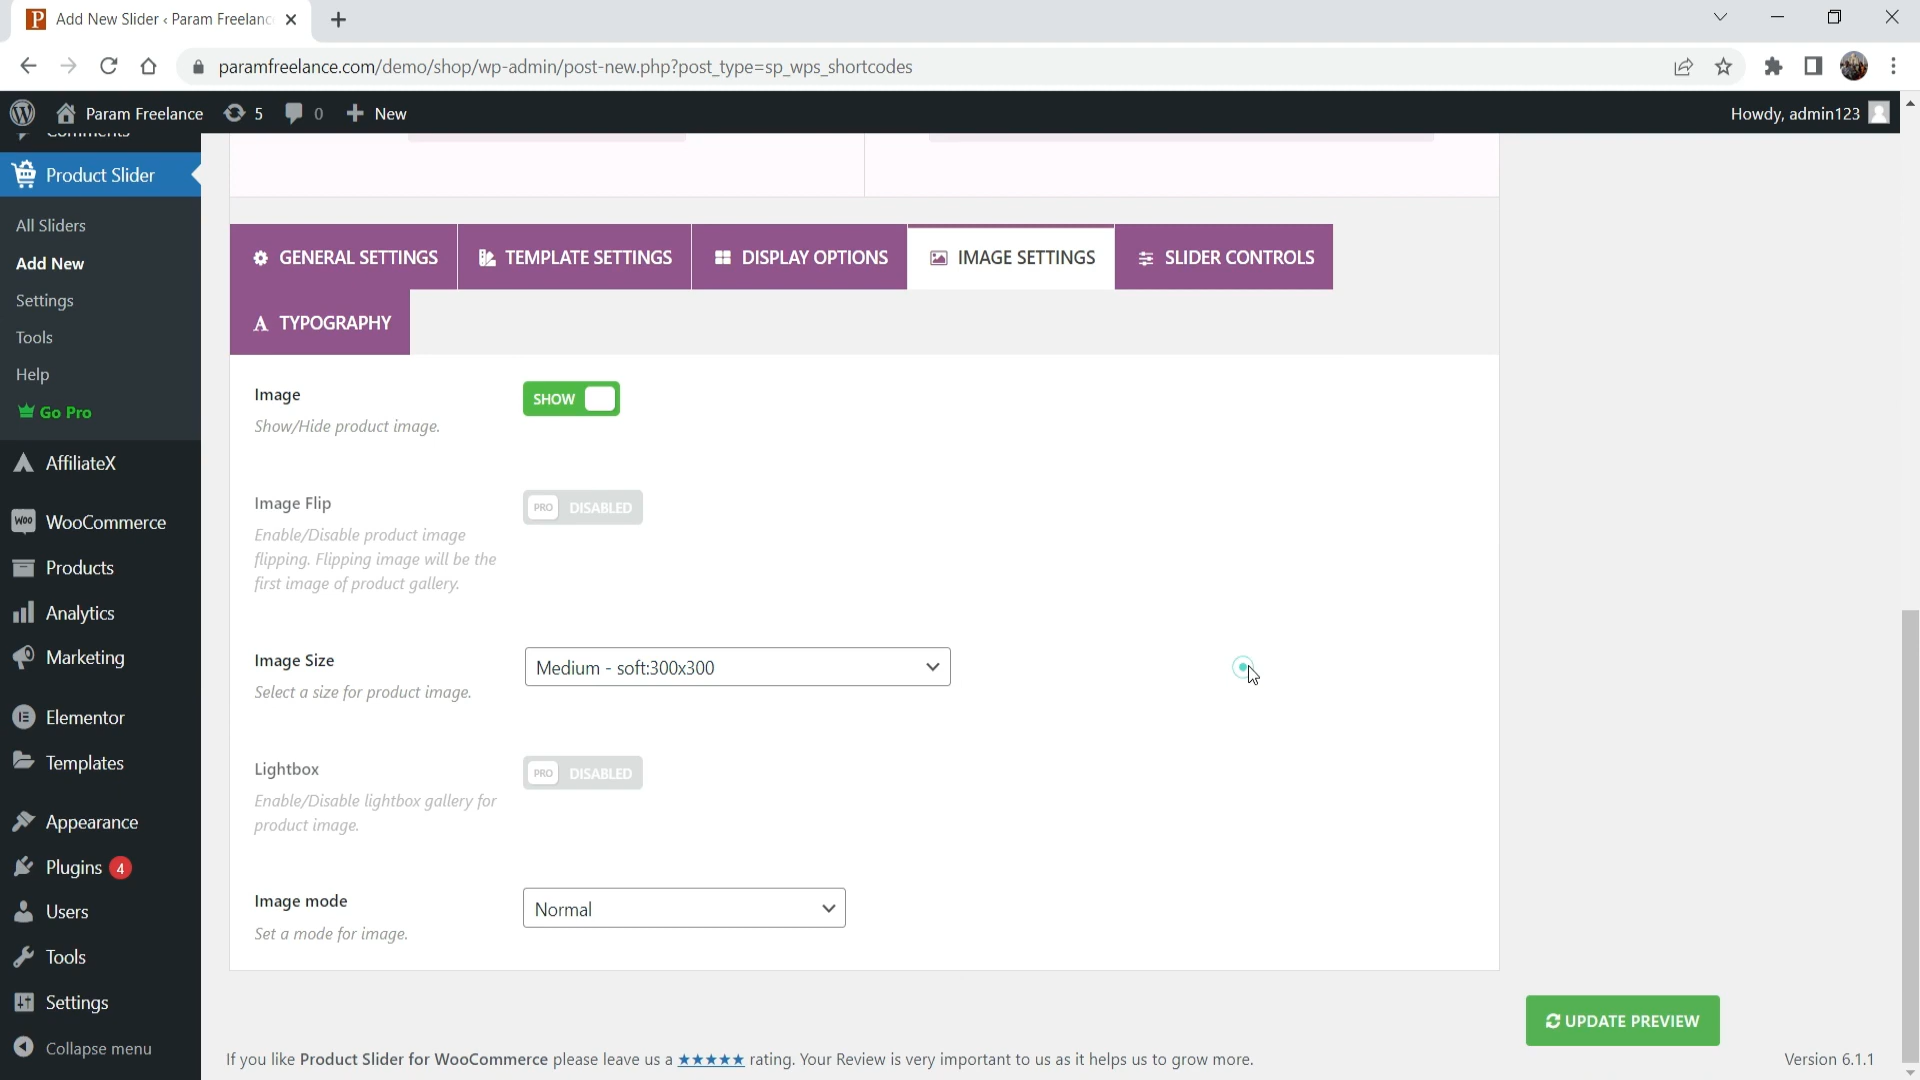 Add New Slider ‹ Param Freelanc
paramfreelance.com/demo/shop/wp-admin/post-new.php?post_type=sp_wps_shortcodes
Param Freelance 5 0 New
Howdy, admin123
Comments
Product Slider
All Sliders
Add New
Settings
Tools
Help
Go Pro
AffiliateX
WooCommerce
Products
Analytics
Marketing
Elementor
Templates
Appearance
Plugins 4
Users
Tools
Settings
Collapse menu
GENERAL SETTINGS
TEMPLATE SETTINGS
DISPLAY OPTIONS
IMAGE SETTINGS
SLIDER CONTROLS
TYPOGRAPHY
Image
SHOW
Show/Hide product image.
Image Flip
PRO DISABLED
Enable/Disable product image
flipping. Flipping image will be the
first image of product gallery.
Image Size
Medium - soft:300x300
Select a size for product image.
Lightbox
PRO DISABLED
Enable/Disable lightbox gallery for
product image.
Image mode
Normal
Set a mode for image.
UPDATE PREVIEW
If you like Product Slider for WooCommerce please leave us a ★★★★★ rating. Your Review is very important to us as it helps us to grow more.
Version 6.1.1